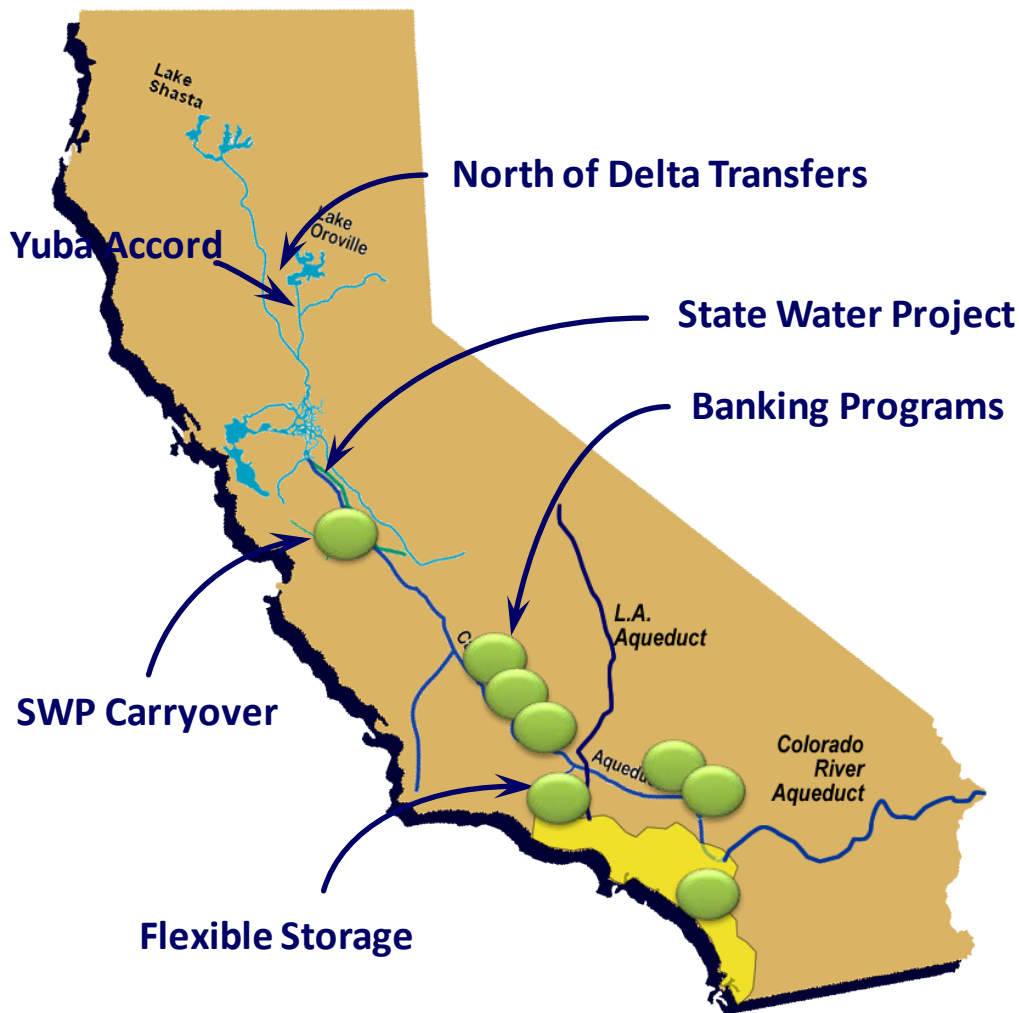 Lake
Shasta
North of Delta Transfers
Lake
Oroville
Yuba Accord
State Water Project
Banking Programs
L.A.
Aqueduct
SWP Carryover
Colorado
River
Aqueduct
Flexible Storage